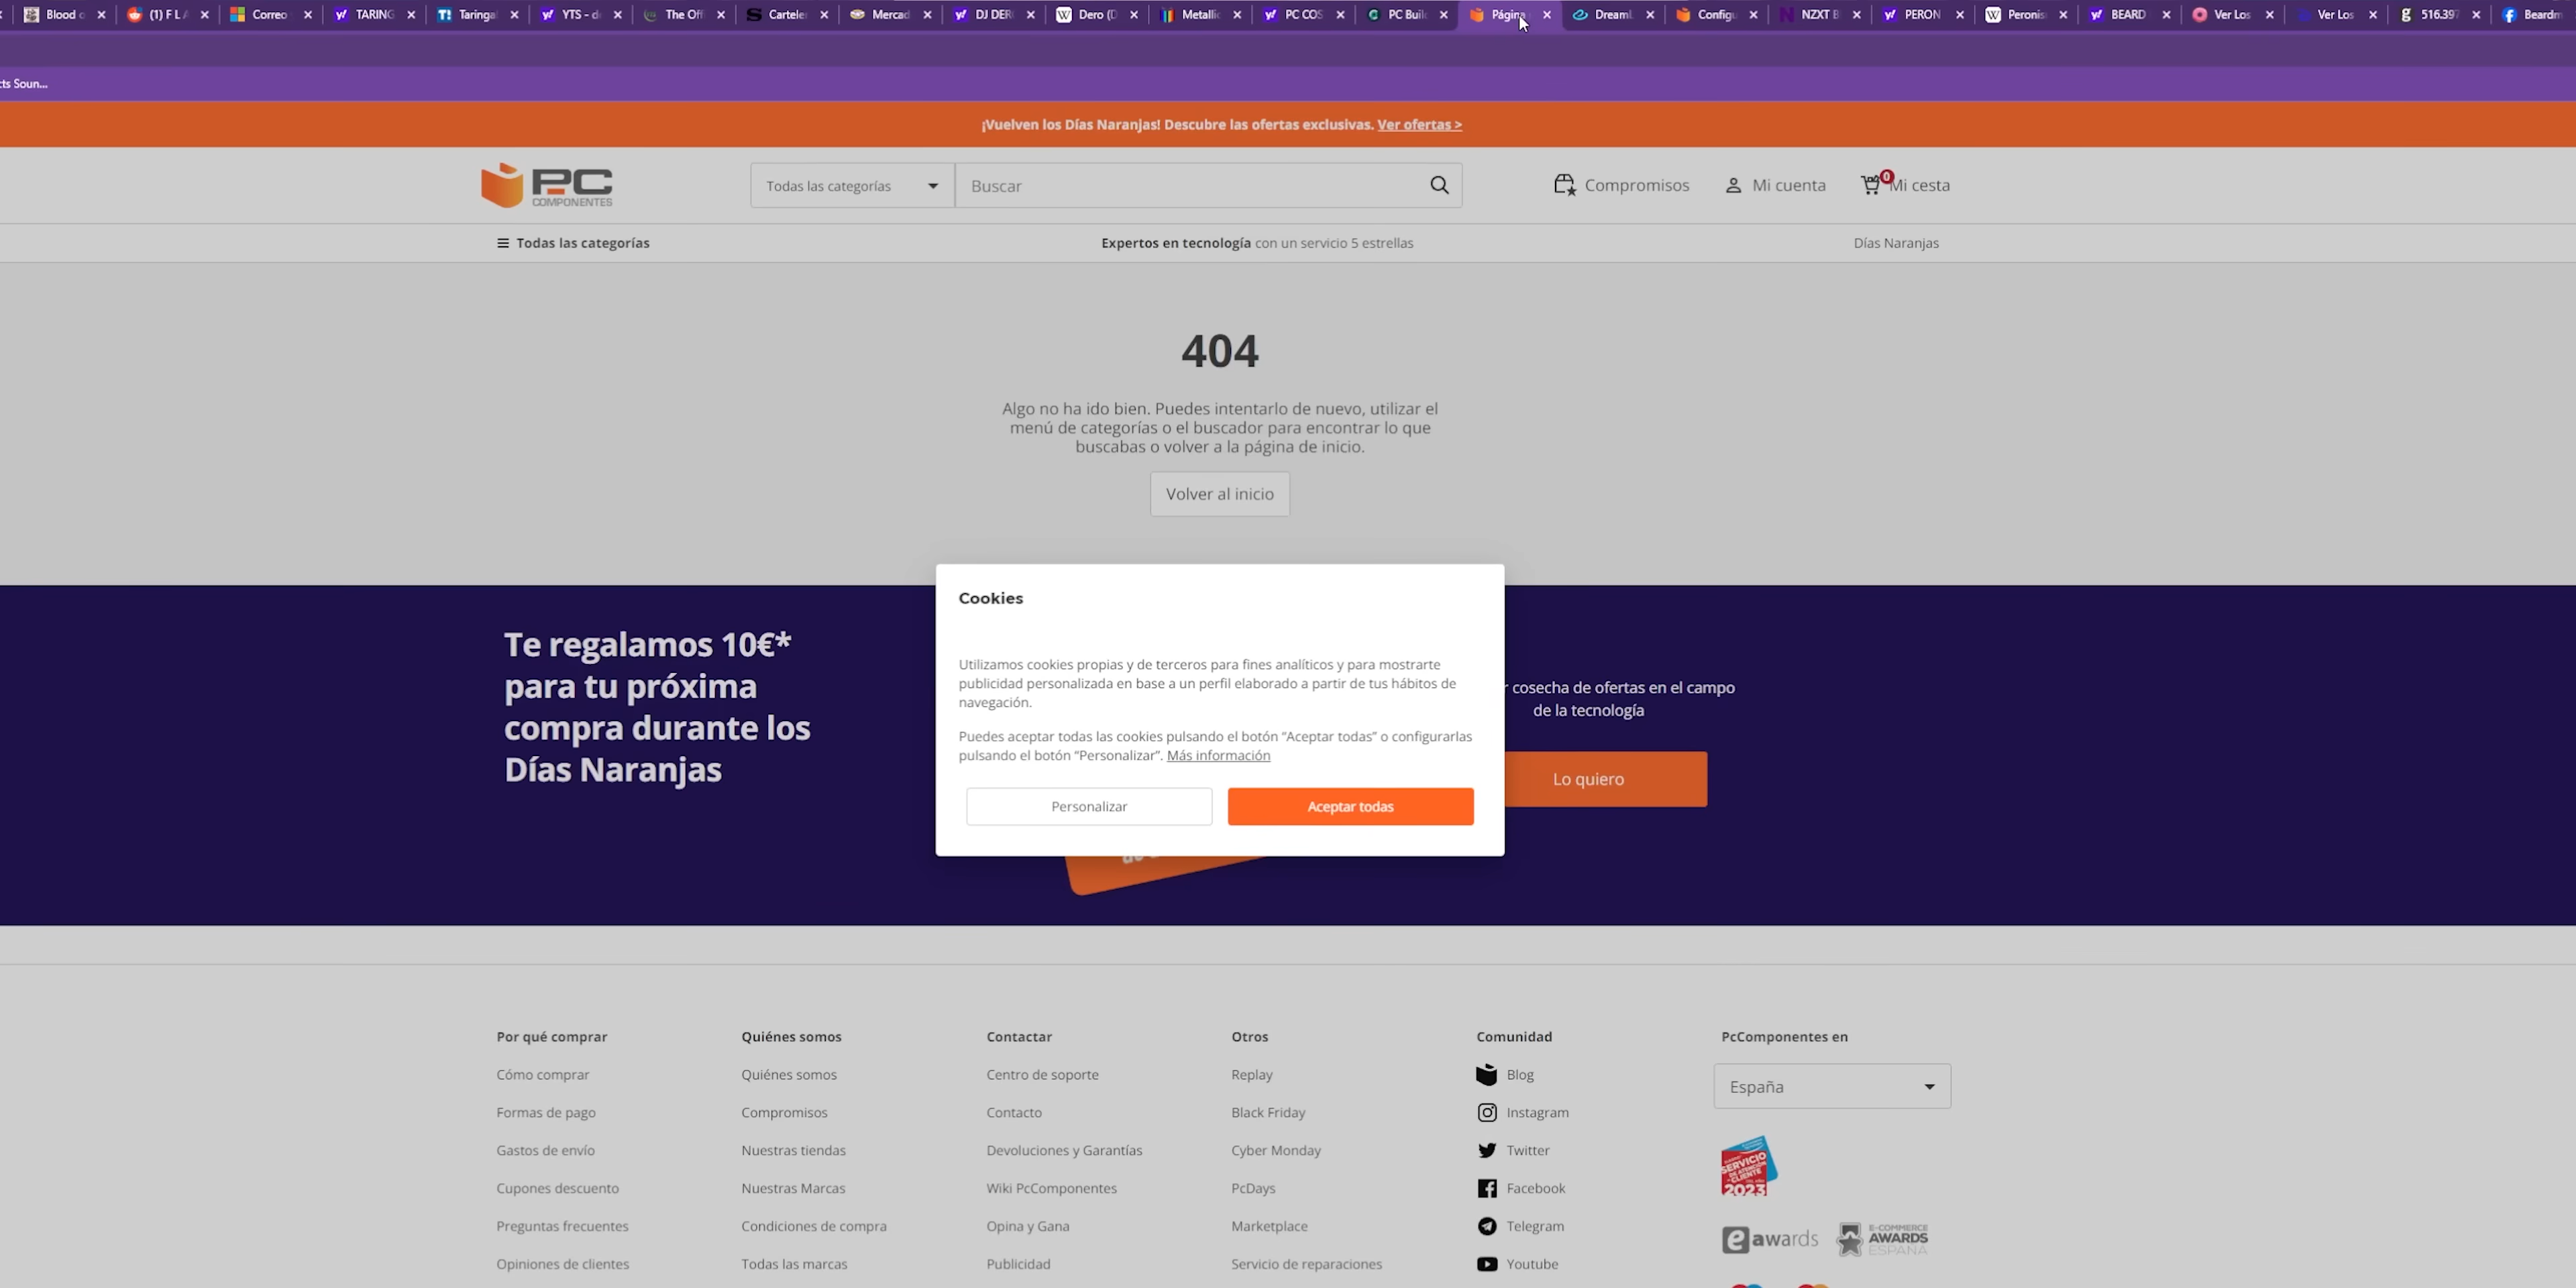 Blood
(1) F L A
Correo
TARING
Taringa
YTS - d
The Off
Cartele
Mercad
DJ DER
Dero (D
Metallic
PC COS
PC Buil
Página
Dreaml
Configu
NZXT B
PERON
Peronis
BEARD
Ver Los
Ver Los
516.397
Beardm
cts Soun...
¡Vuelven los Días Naranjas! Descubre las ofertas exclusivas. Ver ofertas >
PC COMPONENTES
Todas las categorías
Buscar
Compromisos
Mi cuenta
0
Mi cesta
Todas las categorías
Expertos en tecnología con un servicio 5 estrellas
Días Naranjas
404
Algo no ha ido bien. Puedes intentarlo de nuevo, utilizar el
menú de categorías o el buscador para encontrar lo que
buscabas o volver a la página de inicio.
Volver al inicio
Te regalamos 10€*
para tu próxima
compra durante los
Días Naranjas
Cookies
Utilizamos cookies propias y de terceros para fines analíticos y para mostrarte
publicidad personalizada en base a un perfil elaborado a partir de tus hábitos de
navegación.
Puedes aceptar todas las cookies pulsando el botón “Aceptar todas” o configurarlas
pulsando el botón “Personalizar”. Más información
Personalizar
Aceptar todas
r cosecha de ofertas en el campo
de la tecnología
Lo quiero
Por qué comprar
Cómo comprar
Formas de pago
Gastos de envío
Cupones descuento
Preguntas frecuentes
Opiniones de clientes
Quiénes somos
Quiénes somos
Compromisos
Nuestras tiendas
Nuestras Marcas
Condiciones de compra
Todas las marcas
Contactar
Centro de soporte
Contacto
Devoluciones y Garantías
Wiki PcComponentes
Opina y Gana
Publicidad
Otros
Replay
Black Friday
Cyber Monday
PcDays
Marketplace
Servicio de reparaciones
Comunidad
Blog
Instagram
Twitter
Facebook
Telegram
Youtube
PcComponentes en
España
SERVICIO
DE ATENCIÓN
CLIENTE
2023
eawards
E-COMMERCE
AWARDS
ESPAÑA